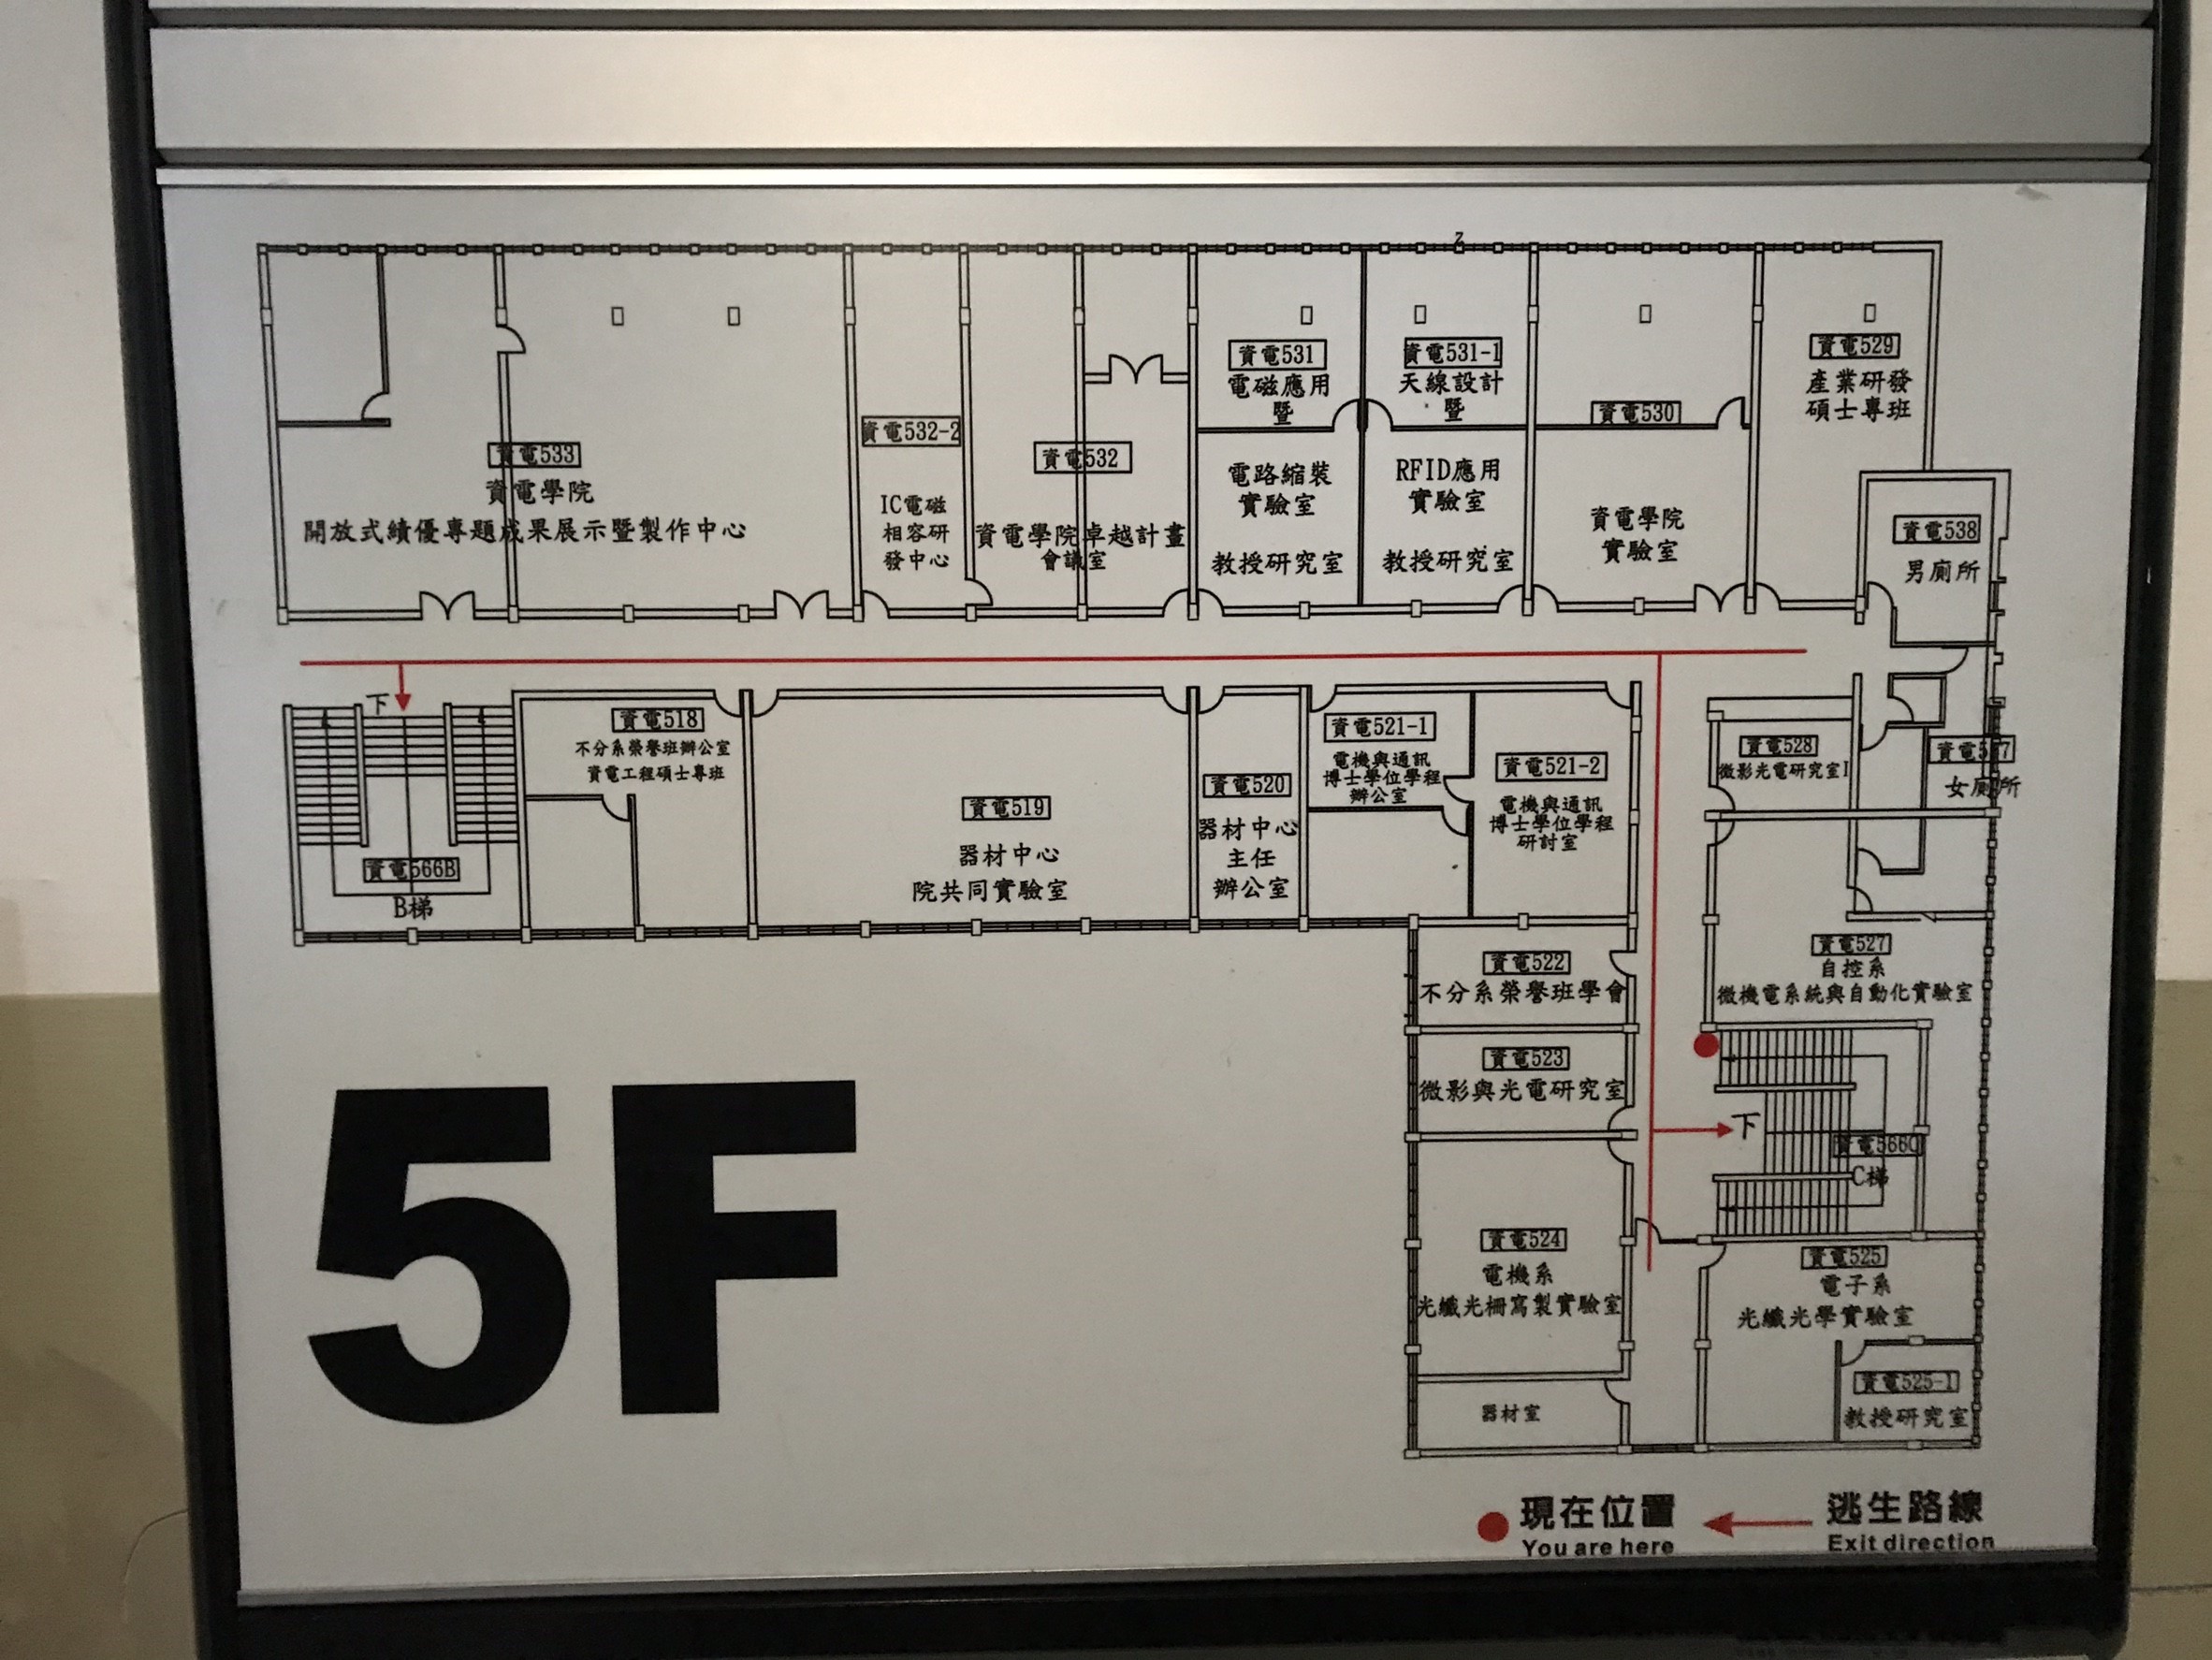 資電533
資電學院
開放式績優專題成果展示暨製作中心
資電532-2
IC電磁
相容研
發中心
資電532
資電學院卓越計畫
會議室
資電531
電磁應用
暨
電路縮裝
實驗室
教授研究室
資電531-1
天線設計
暨
RFID應用
實驗室
教授研究室
資電530
資電學院
實驗室
資電529
產業研發
碩士專班
資電538
男廁所
下
資電566B
B梯
資電518
不分系榮譽班辦公室
資電工程碩士專班
資電519
器材中心
院共同實驗室
資電520
器材中心
主任
辦公室
資電521-1
電機與通訊
博士學位學程
辦公室
資電521-2
電機與通訊
博士學位學程
研討室
資電528
微影光電研究室I
女廁所
資電522
不分系榮譽班學會
資電527
自控系
微機電系統與自動化實驗室
資電523
微影與光電研究室
下
資電566C
C梯
資電524
電機系
光纖光柵寫製實驗室
資電525
電子系
光纖光學實驗室
資電525-1
教授研究室
器材室
5F
現在位置
You are here
逃生路線
Exit direction